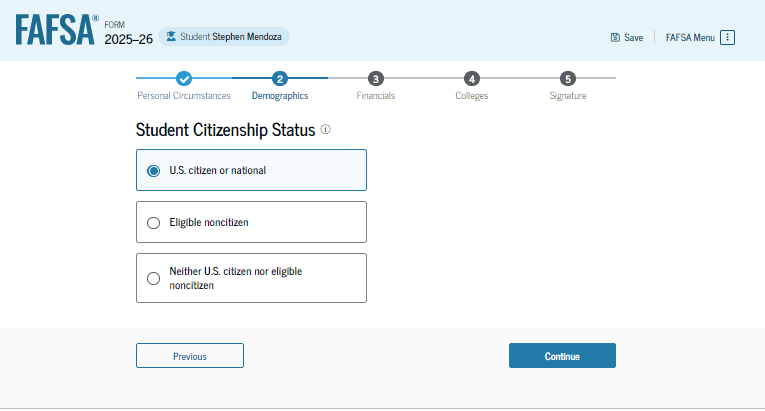 FAFSA®
FORM
2025–26
Student Stephen Mendoza
Save
FAFSA Menu
2
3
4
5
Personal Circumstances
Demographics
Financials
Colleges
Signature
Student Citizenship Status
U.S. citizen or national
Eligible noncitizen
Neither U.S. citizen nor eligible
noncitizen
Previous
Continue